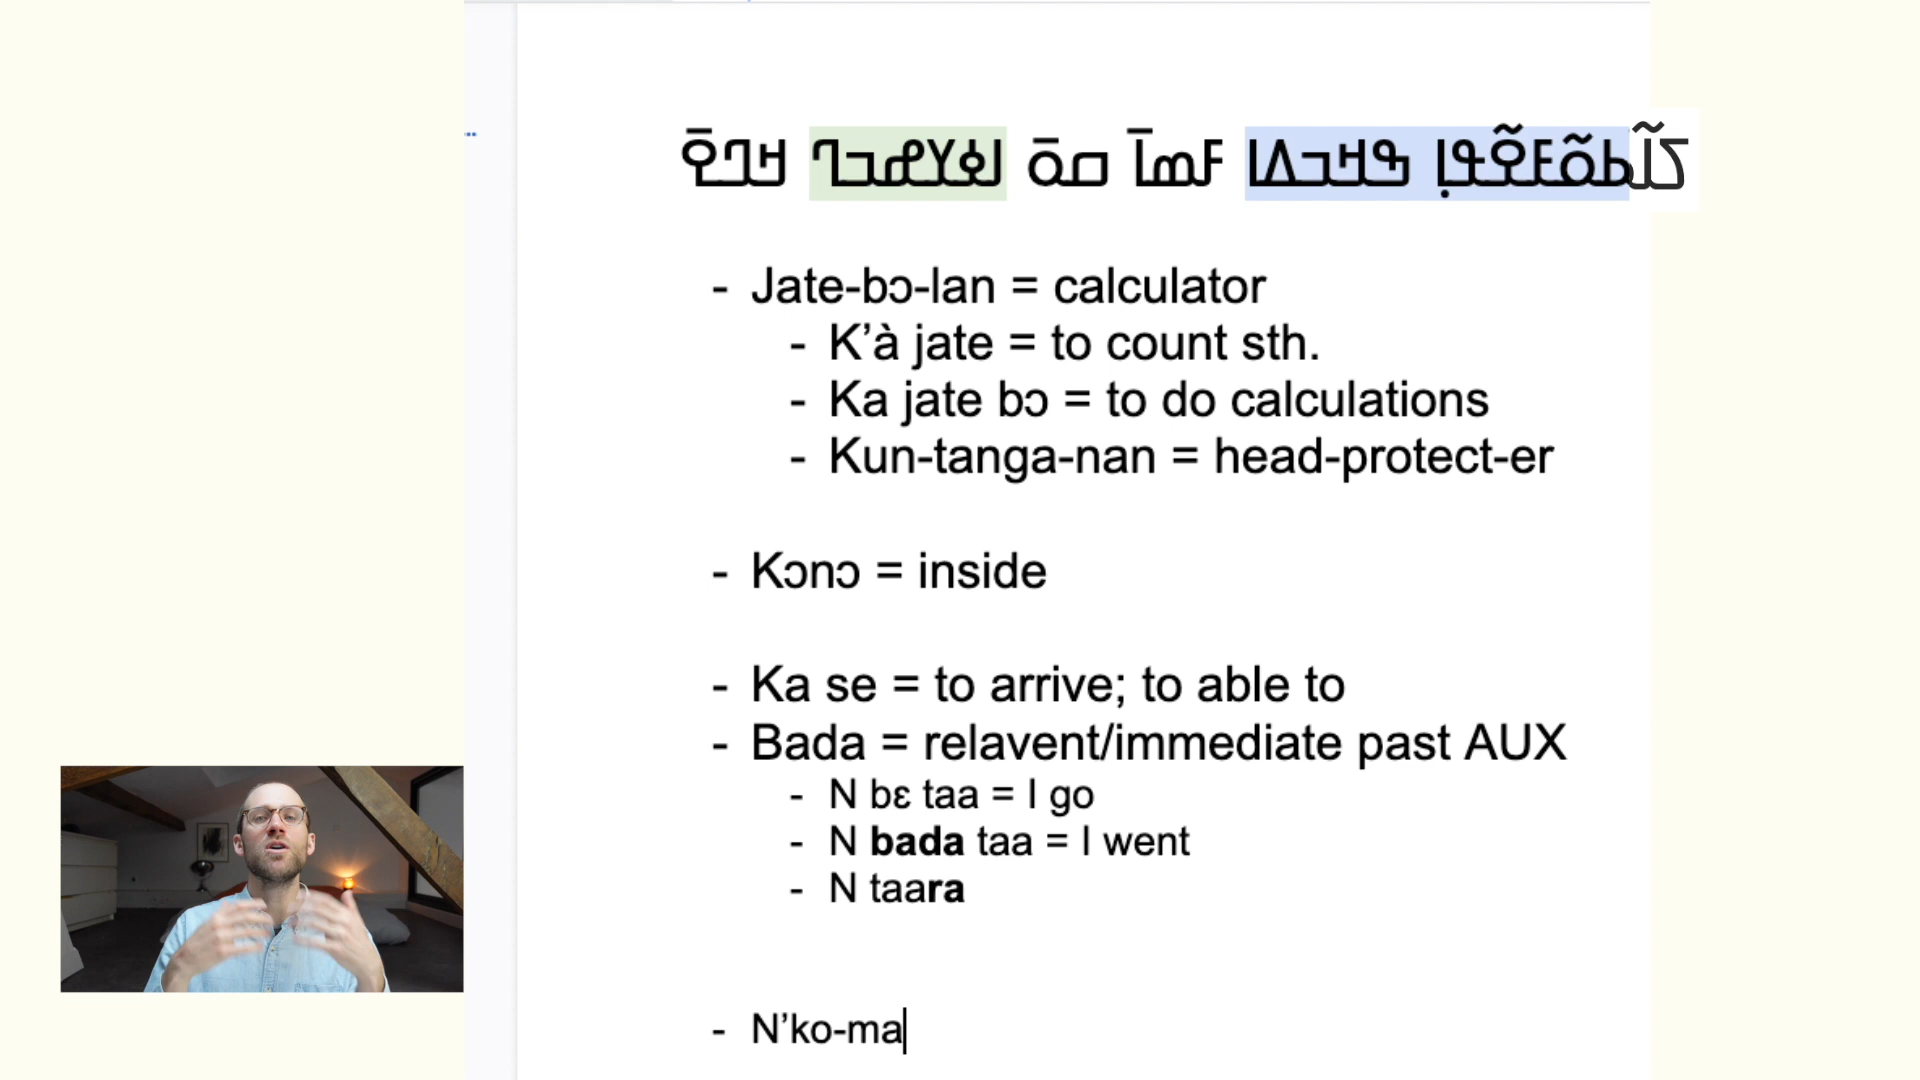 - Jate-bɔ-lan = calculator
- K’à jate = to count sth.
- Ka jate bɔ = to do calculations
- Kun-tanga-nan = head-protect-er
- Kɔnɔ = inside
- Ka se = to arrive; to able to
- Bada = relavent/immediate past AUX
- N bɛ taa = I go
- N bada taa = I went
- N taara
- N’ko-ma